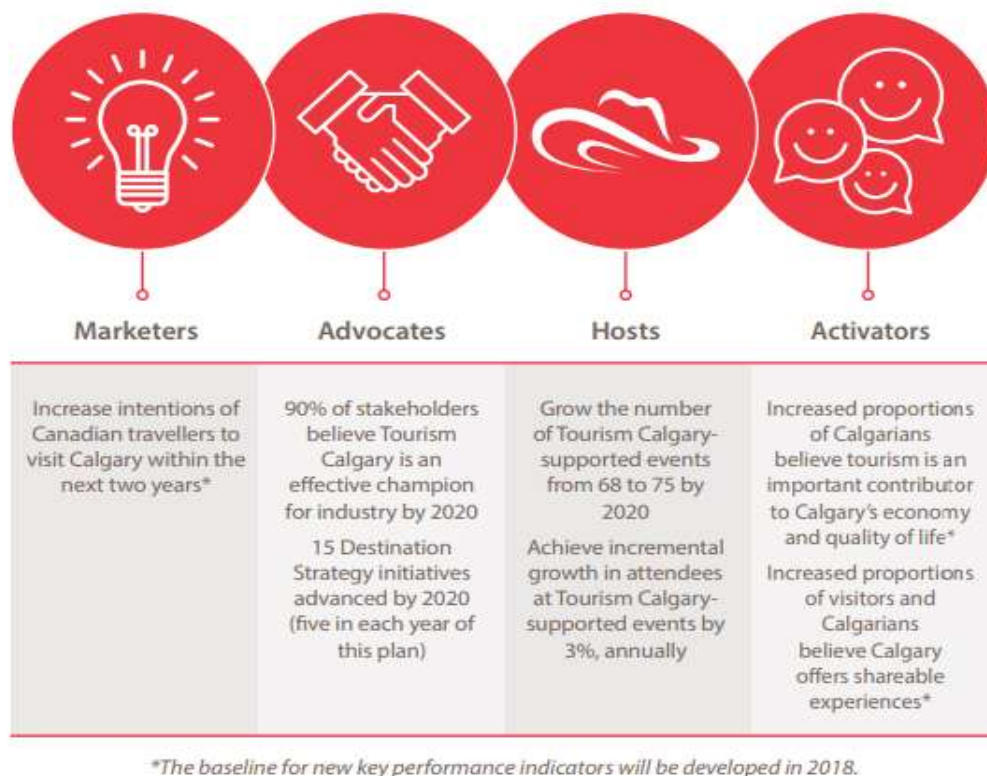 Marketers
Increase intentions of
Canadian travellers to
visit Calgary within the
next two years*
Advocates
90% of stakeholders
believe Tourism
Calgary is an
effective champion
for industry by 2020
15 Destination
Strategy initiatives
advanced by 2020
(five in each year of
this plan)
Hosts
Grow the number
of Tourism Calgary-
supported events
from 68 to 75 by
2020
Achieve incremental
growth in attendees
at Tourism Calgary-
supported events by
3%, annually
Activators
Increased proportions
of Calgarians
believe tourism is an
important contributor
to Calgary's economy
and quality of life*
Increased proportions
of visitors and
Calgarians
believe Calgary
offers shareable
experiences*
*The baseline for new key performance indicators will be developed in 2018.